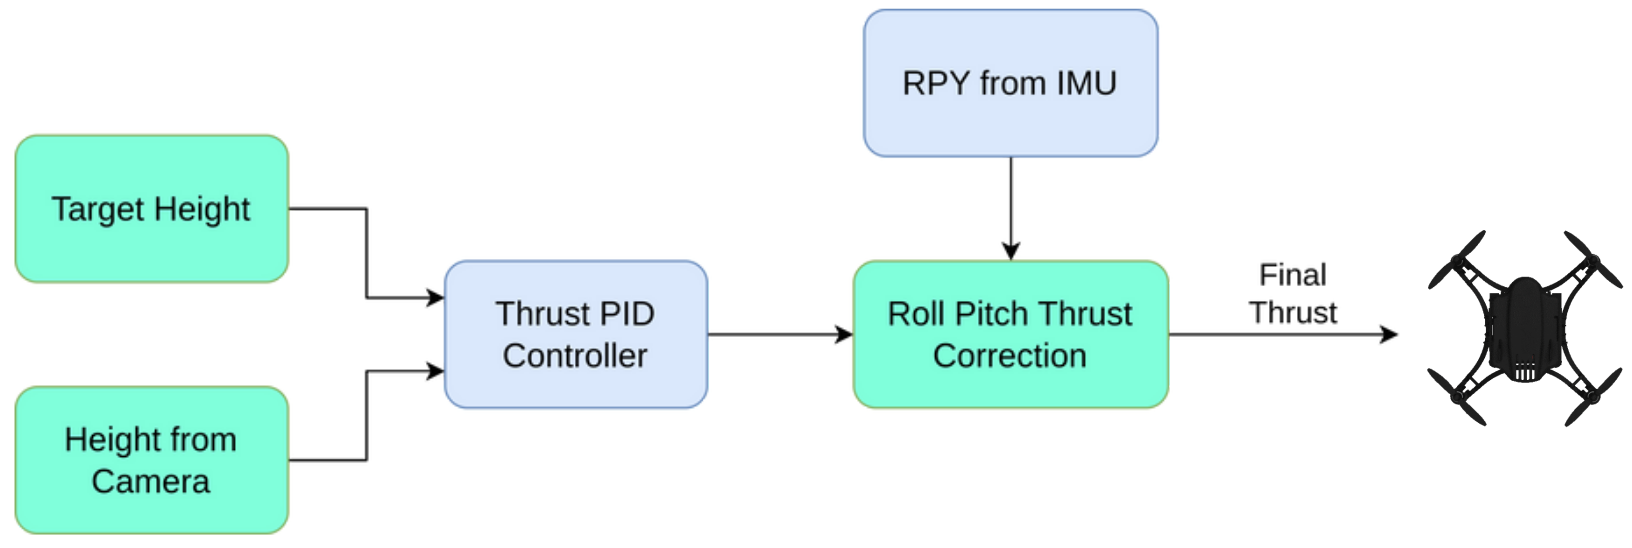 RPY from IMU
Target Height
Thrust PID
Controller
Roll Pitch Thrust
Correction
Final
Thrust
Height from
Camera